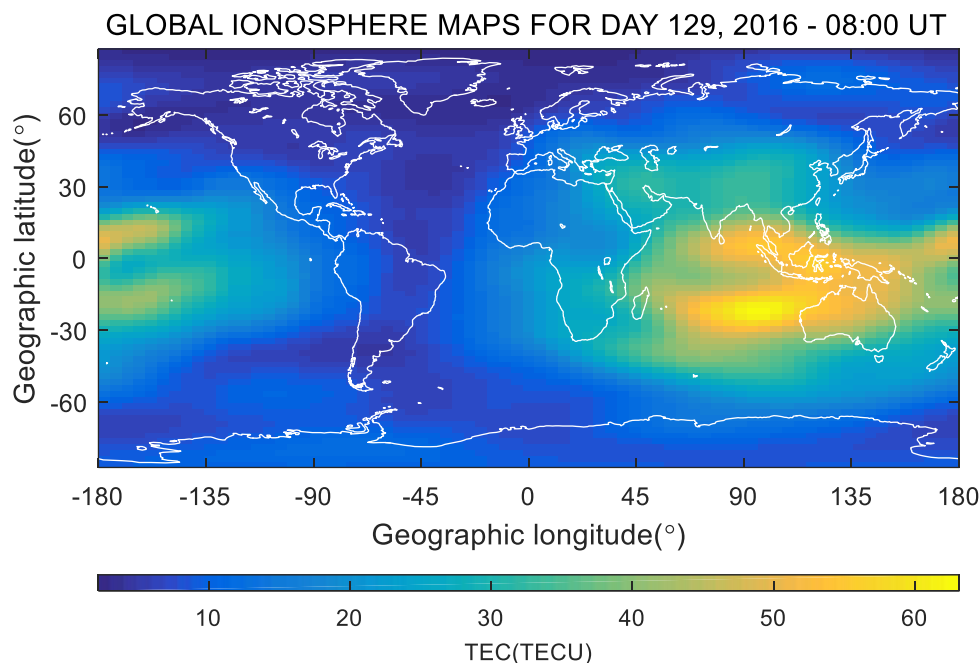 GLOBAL IONOSPHERE MAPS FOR DAY 129, 2016 - 08:00 UT
Geographic latitude(°)
60
30
0
-30
-60
-180 -135 -90 -45 0 45 90 135 180
Geographic longitude(°)
10 20 30 40 50 60
TEC(TECU)